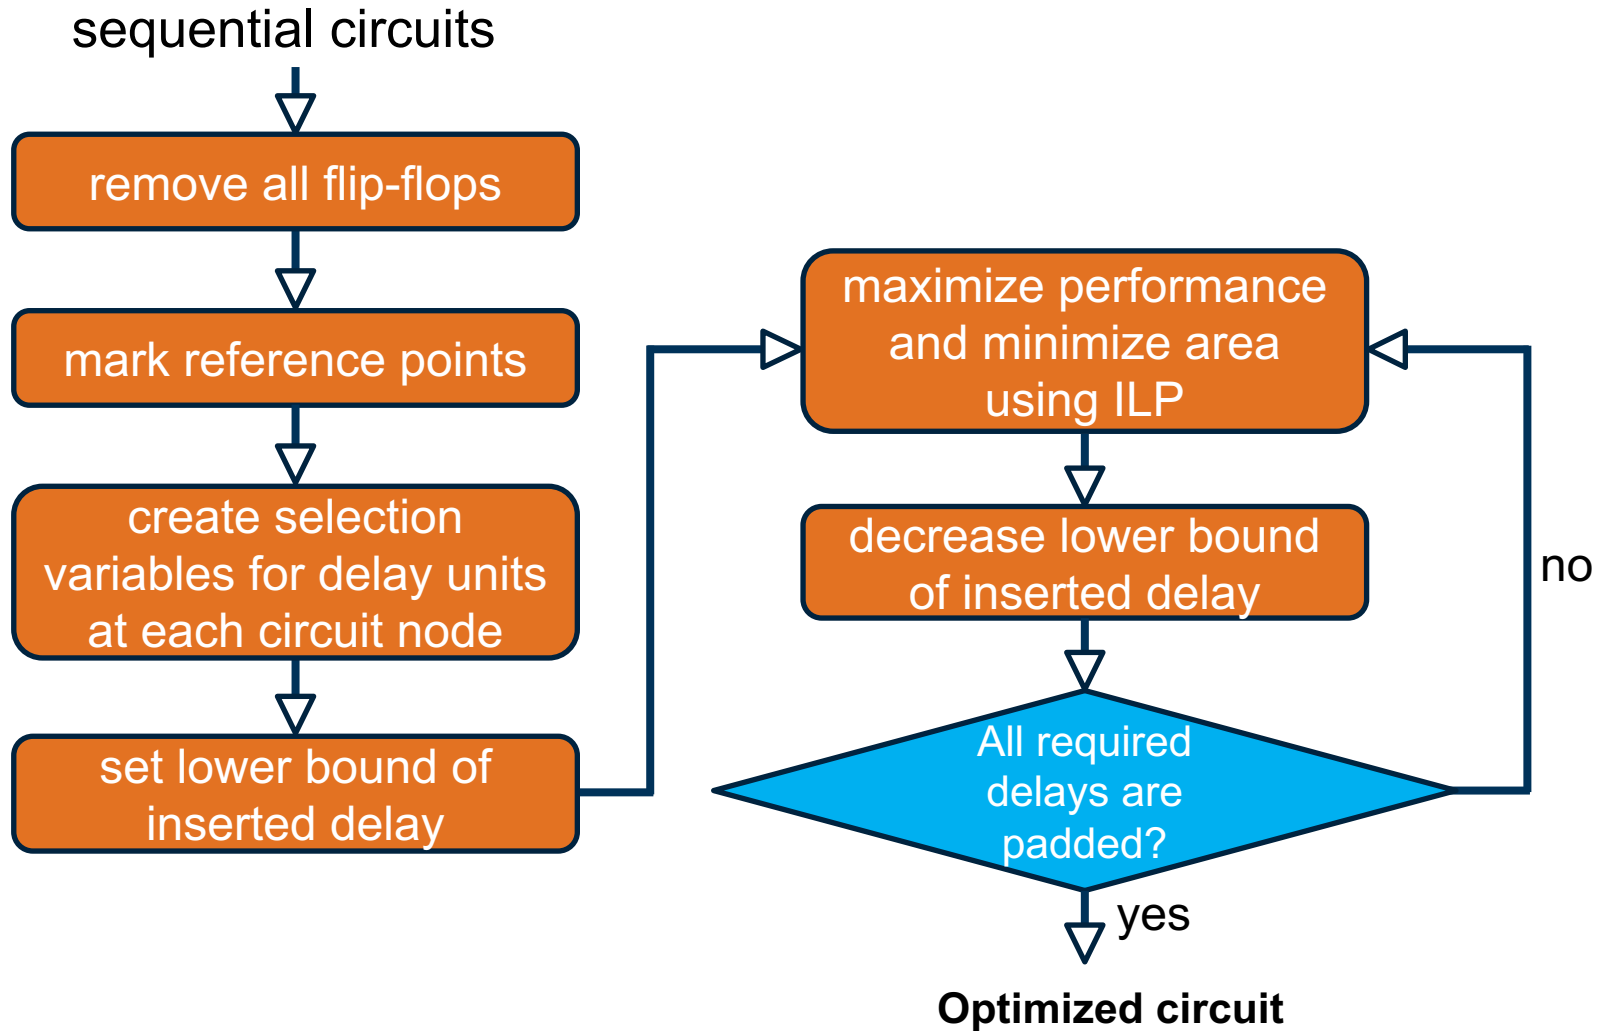 sequential circuits
remove all flip-flops
mark reference points
create selection
variables for delay units
at each circuit node
set lower bound of
inserted delay
maximize performance
and minimize area
using ILP
decrease lower bound
of inserted delay
no
All required
delays are
padded?
yes
Optimized circuit